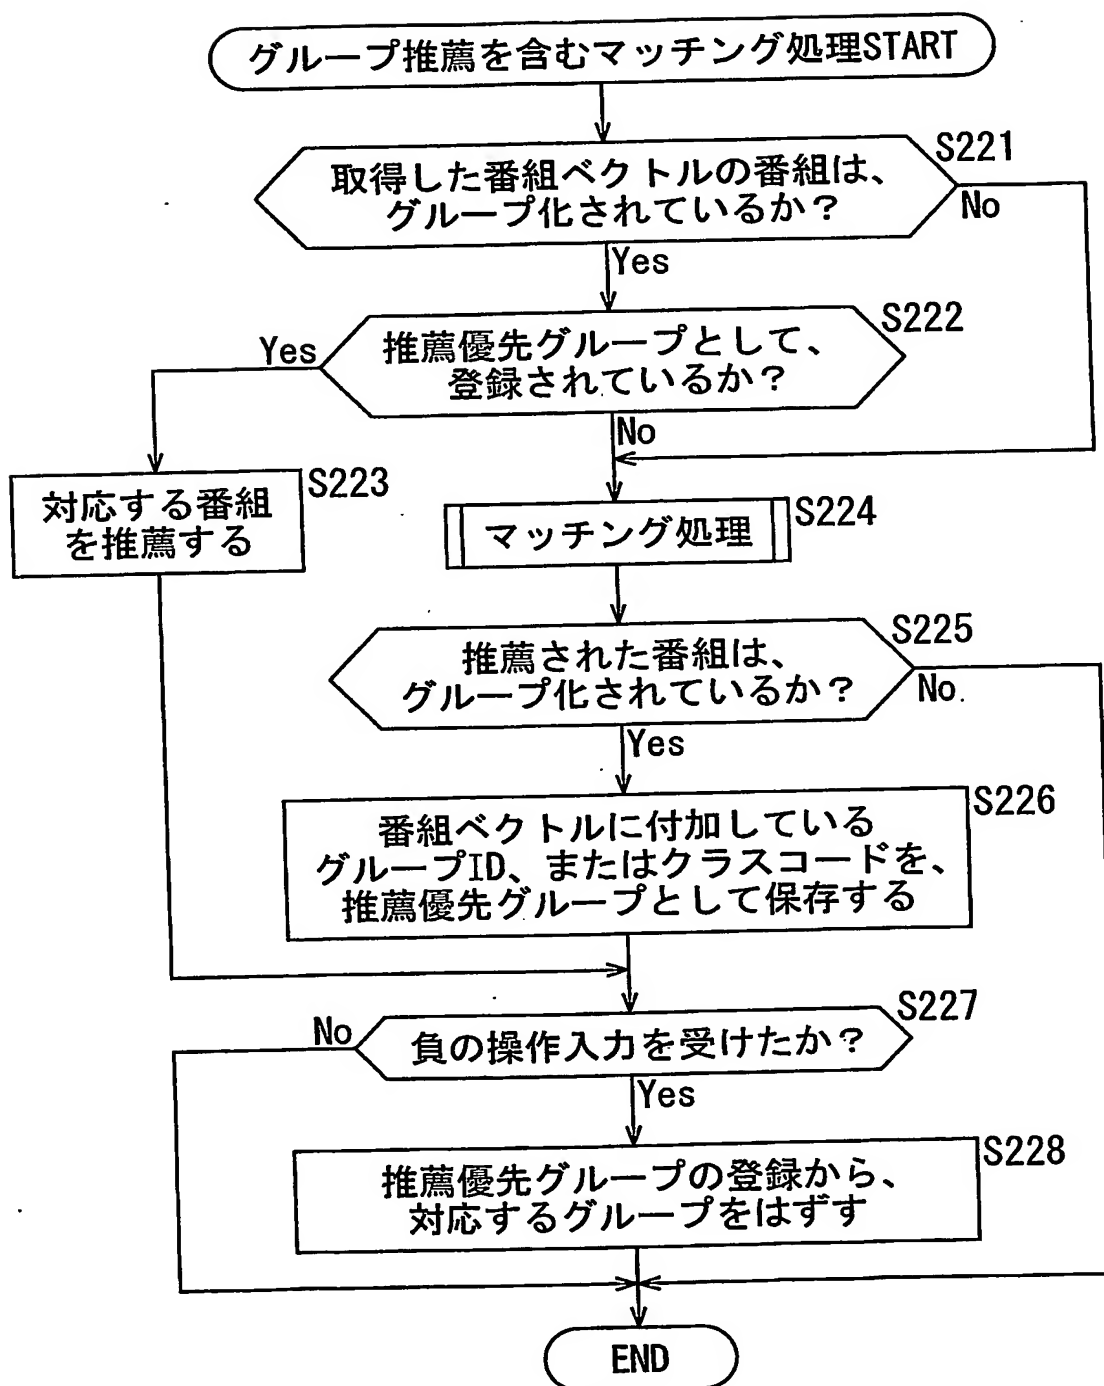 グループ推薦を含むマッチング処理START
S221
取得した番組ベクトルの番組は、
グループ化されているか？
No
Yes
S222
推薦優先グループとして、
登録されているか？
Yes
No
S223
対応する番組
を推薦する
S224
マッチング処理
S225
推薦された番組は、
グループ化されているか？
No
Yes
S226
番組ベクトルに付加している
グループID、またはクラスコードを、
推薦優先グループとして保存する
S227
負の操作入力を受けたか？
No
Yes
S228
推薦優先グループの登録から、
対応するグループをはずす
END